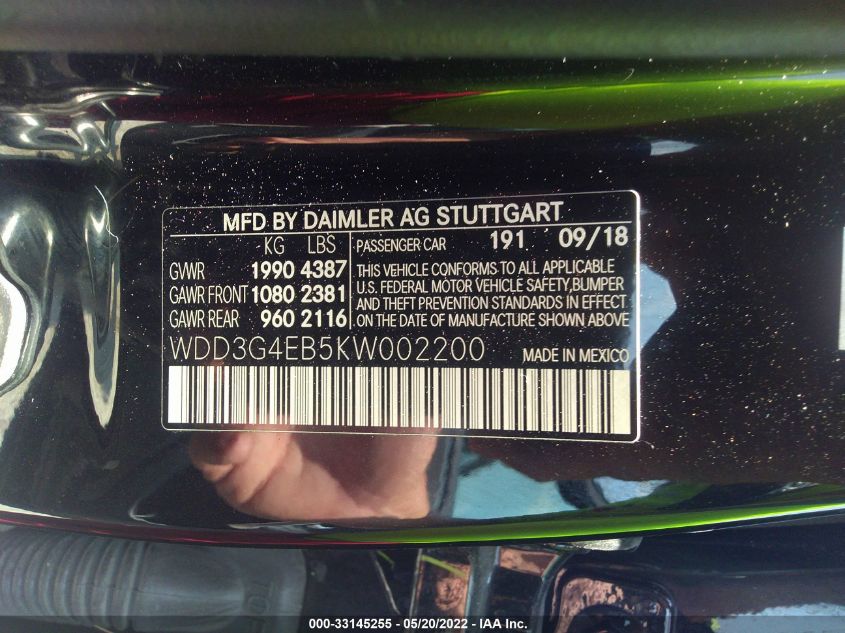 MFD BY DAIMLER AG STUTTGART
KG LBS
GVWR 1990 4387
GAWR FRONT 1080 2381
GAWR REAR 960 2116
PASSENGER CAR 191 09/18
THIS VEHICLE CONFORMS TO ALL APPLICABLE
U.S. FEDERAL MOTOR VEHICLE SAFETY,BUMPER
AND THEFT PREVENTION STANDARDS IN EFFECT
ON THE DATE OF MANUFACTURE SHOWN ABOVE
WDD3G4EB5KW002200
MADE IN MEXICO
000-33145255 - 05/20/2022 - IAA Inc.